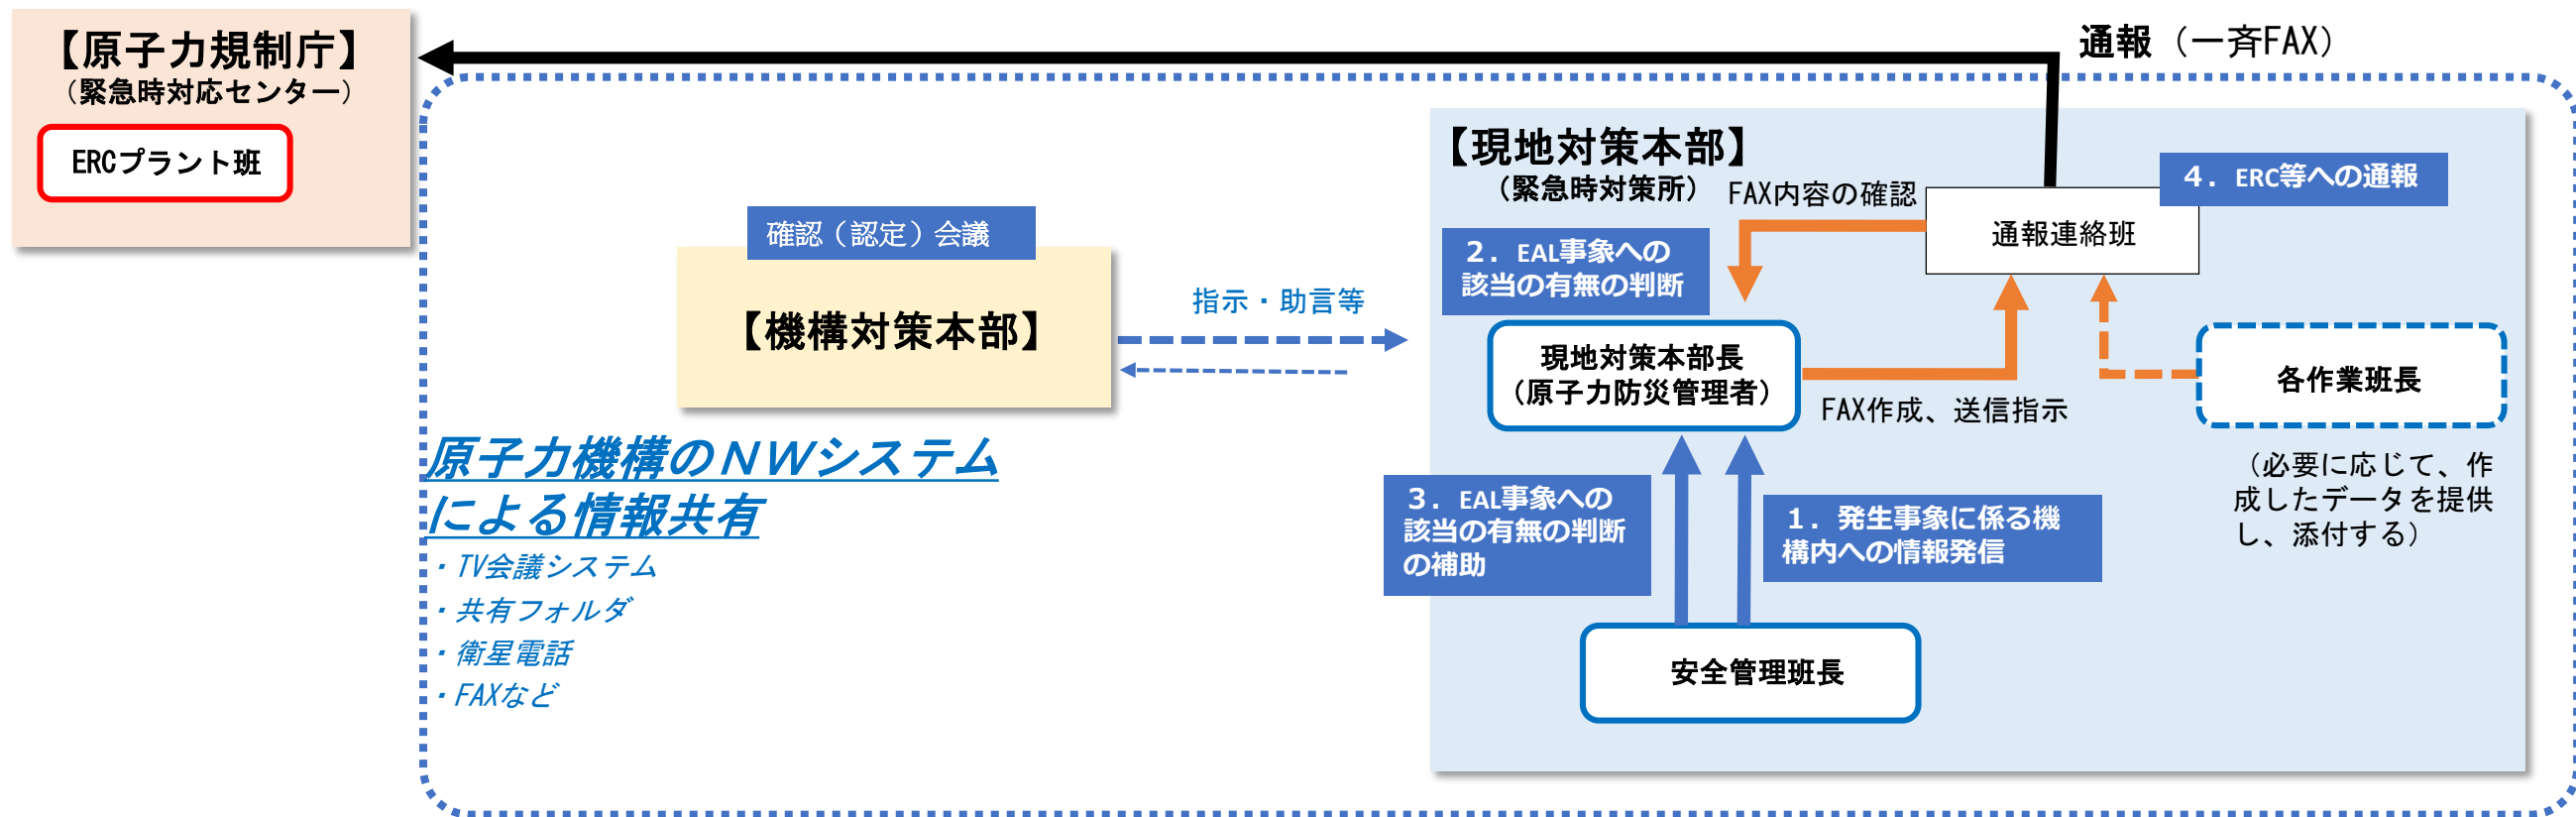 【原子力規制庁】
（緊急時対応センター）
ERCプラント班
通報（一斉FAX）
確認（認定）会議
【機構対策本部】
指示・助言等
原子力機構のＮＷシステム
による情報共有
・TV会議システム
・共有フォルダ
・衛星電話
・FAXなど
【現地対策本部】
（緊急時対策所）
FAX内容の確認
４．ERC等への通報
通報連絡班
２．EAL事象への
該当の有無の判断
現地対策本部長
（原子力防災管理者）
FAX作成、送信指示
各作業班長
（必要に応じて、作
成したデータを提供
し、添付する）
３．EAL事象への
該当の有無の判断
の補助
１．発生事象に係る機
構内への情報発信
安全管理班長